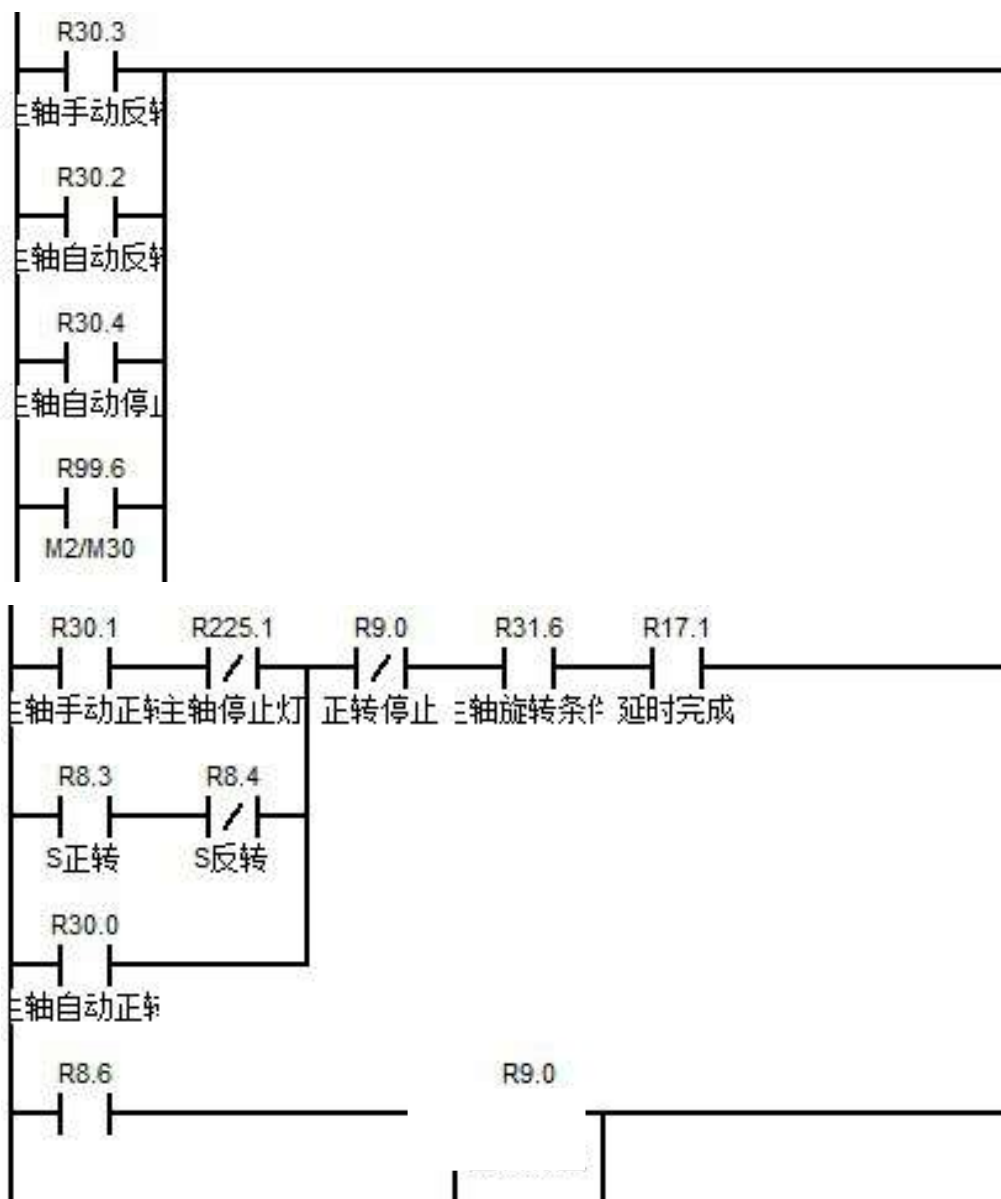 R30.3
主轴手动反转
R30.2
主轴自动反转
R30.4
主轴自动停止
R99.6
M2/M30
R30.1 R225.1 R9.0 R31.6 R17.1
主轴手动正转 主轴停止灯 正转停止 主轴旋转条件 延时完成
R8.3 R8.4
S正转 S反转
R30.0
主轴自动正转
R8.6 R9.0